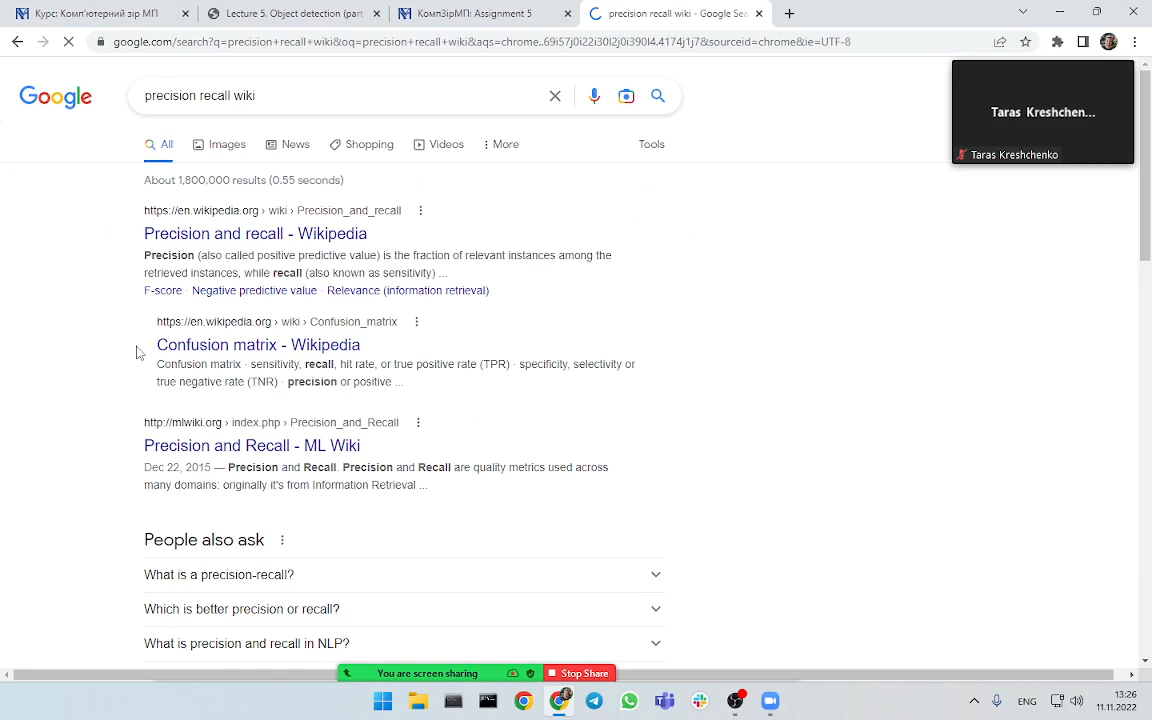 Курс: Комп'ютерний зір МП
Lecture 5. Object detection (part
КомпЗірМП: Assignment 5
precision recall wiki - Google Sea
google.com/search?q=precision+recall+wiki&oq=precision+recall+wiki&aqs=chrome..69i57j0i22i30l2j0i390l4.4174j1j7&sourceid=chrome&ie=UTF-8
Google
precision recall wiki
All
Images
News
Shopping
Videos
More
Tools
Taras Kreshchen...
Taras Kreshchenko
About 1,800,000 results (0.55 seconds)
https://en.wikipedia.org › wiki › Precision_and_recall
Precision and recall - Wikipedia
Precision (also called positive predictive value) is the fraction of relevant instances among the
retrieved instances, while recall (also known as sensitivity) ...
F-score · Negative predictive value · Relevance (information retrieval)
https://en.wikipedia.org › wiki › Confusion_matrix
Confusion matrix - Wikipedia
Confusion matrix · sensitivity, recall, hit rate, or true positive rate (TPR) · specificity, selectivity or
true negative rate (TNR) · precision or positive ...
http://mlwiki.org › index.php › Precision_and_Recall
Precision and Recall - ML Wiki
Dec 22, 2015 — Precision and Recall. Precision and Recall are quality metrics used across
many domains: originally it's from Information Retrieval ...
People also ask
What is a precision-recall?
Which is better precision or recall?
What is precision and recall in NLP?
You are screen sharing
Stop Share
ENG
13:26
11.11.2022